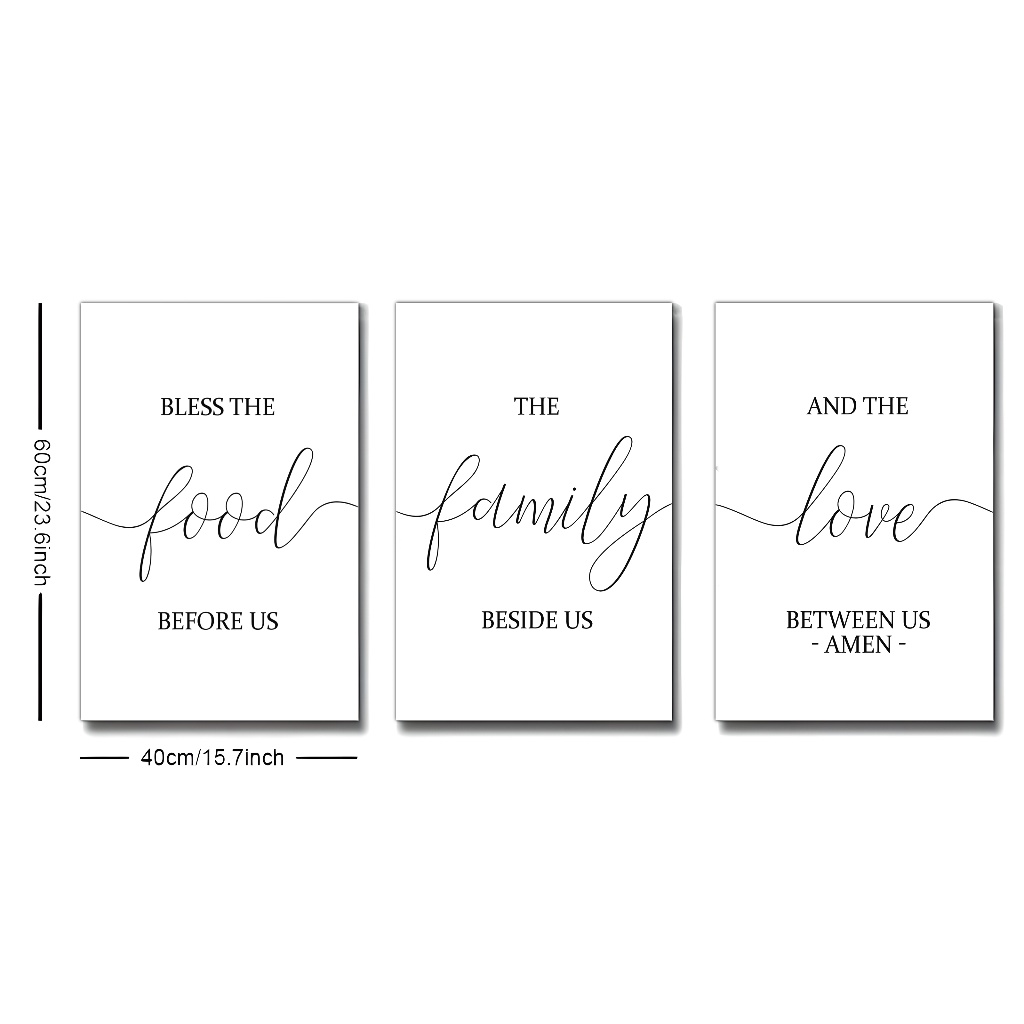 BLESS THE
food
BEFORE US
THE
family
BESIDE US
AND THE
love
BETWEEN US
- AMEN -
60cm/23.6inch
40cm/15.7inch